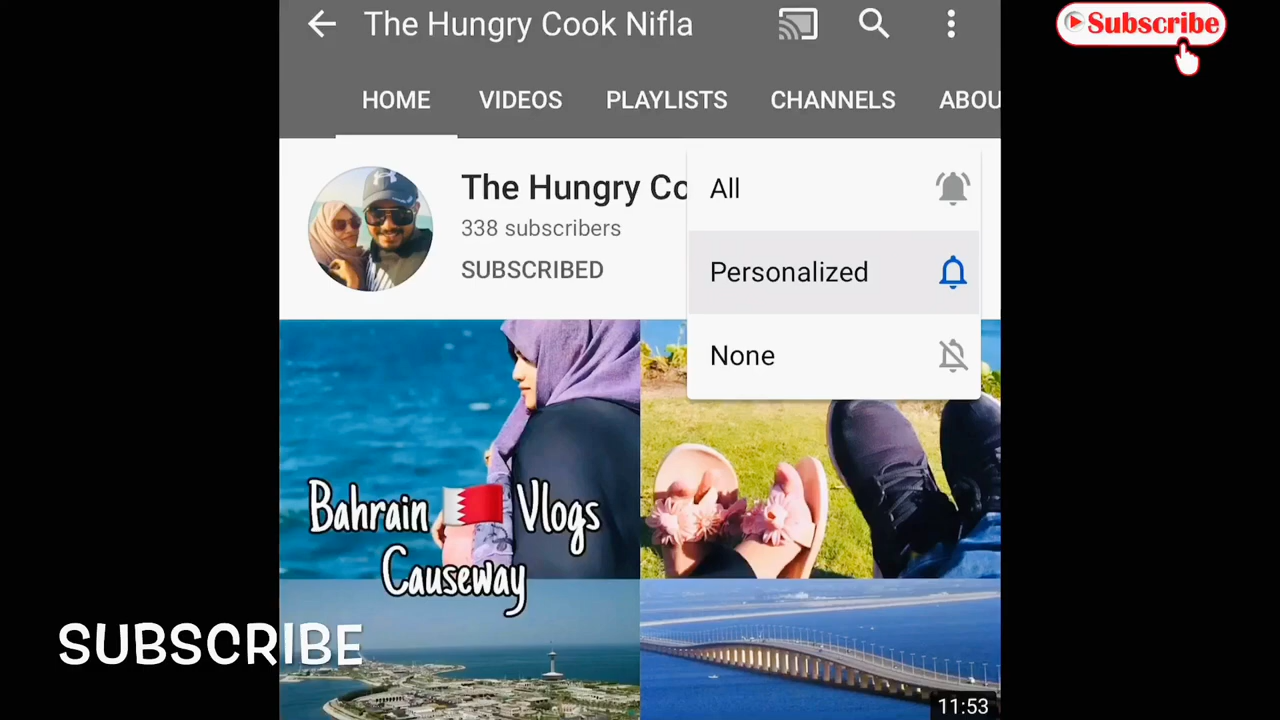 The Hungry Cook Nifla
Subscribe
HOME VIDEOS PLAYLISTS CHANNELS ABOU
The Hungry Co
338 subscribers
SUBSCRIBED
All
Personalized
None
Bahrain 🇧🇭 Vlogs
Causeway
SUBSCRIBE
11:53